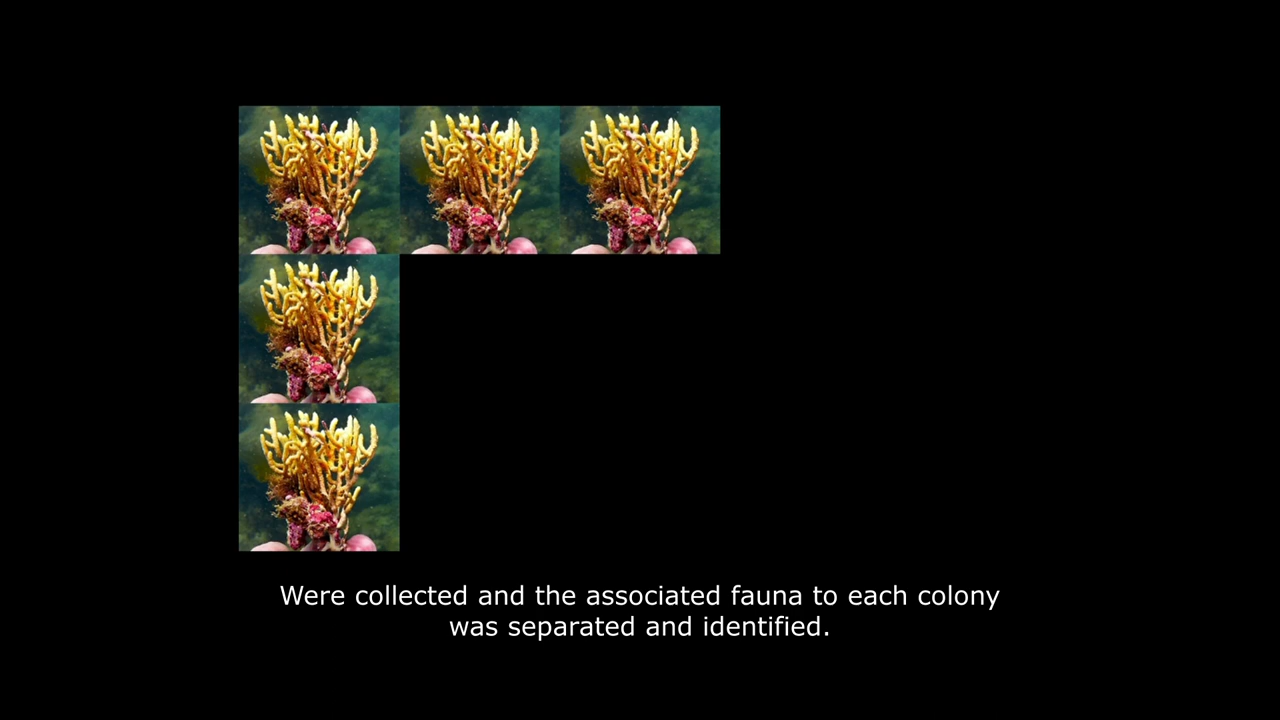 Were collected and the associated fauna to each colony
was separated and identified.